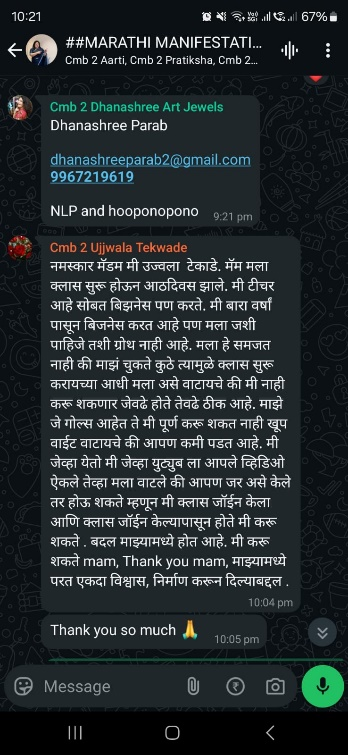 10:21
67%
##MARATHI MANIFESTATI...
Cmb 2 Aarti, Cmb 2 Pratiksha, Cmb 2...
Cmb 2 Dhanashree Art Jewels
Dhanashree Parab
dhanashreeparab2@gmail.com
9967219619
NLP and hooponopono
9:21 pm
Cmb 2 Ujjwala Tekwade
नमस्कार मॅडम मी उज्वला टेकाडे. मॅम मला
क्लास सुरू होऊन आठदिवस झाले. मी टीचर
आहे सोबत बिझनेस पण करते. मी बारा वर्षां
पासून बिजनेस करत आहे पण मला जशी
पाहिजे तशी ग्रोथ नाही आहे. मला हे समजत
नाही की माझं चुकते कुठे त्यामुळे क्लास सुरू
करायच्या आधी मला असे वाटायचे की मी नाही
करू शकणार जेवढे होते तेवढे ठीक आहे. माझे
जे गोल्स आहेत ते मी पूर्ण करू शकत नाही खूप
वाईट वाटायचे की आपण कमी पडत आहे. मी
जेव्हा येतो मी जेव्हा युट्युब ला आपले व्हिडिओ
ऐकले तेव्हा मला वाटले की आपण जर असे केले
तर होऊ शकते म्हणून मी क्लास जॉईन केला
आणि क्लास जॉईन केल्यापासून होते मी करू
शकते . बदल माझ्यामध्ये होत आहे. मी करू
शकते mam, Thank you mam, माझ्यामध्ये
परत एकदा विश्वास, निर्माण करून दिल्याबद्दल .
10:04 pm
Thank you so much 🙏
10:05 pm
Message